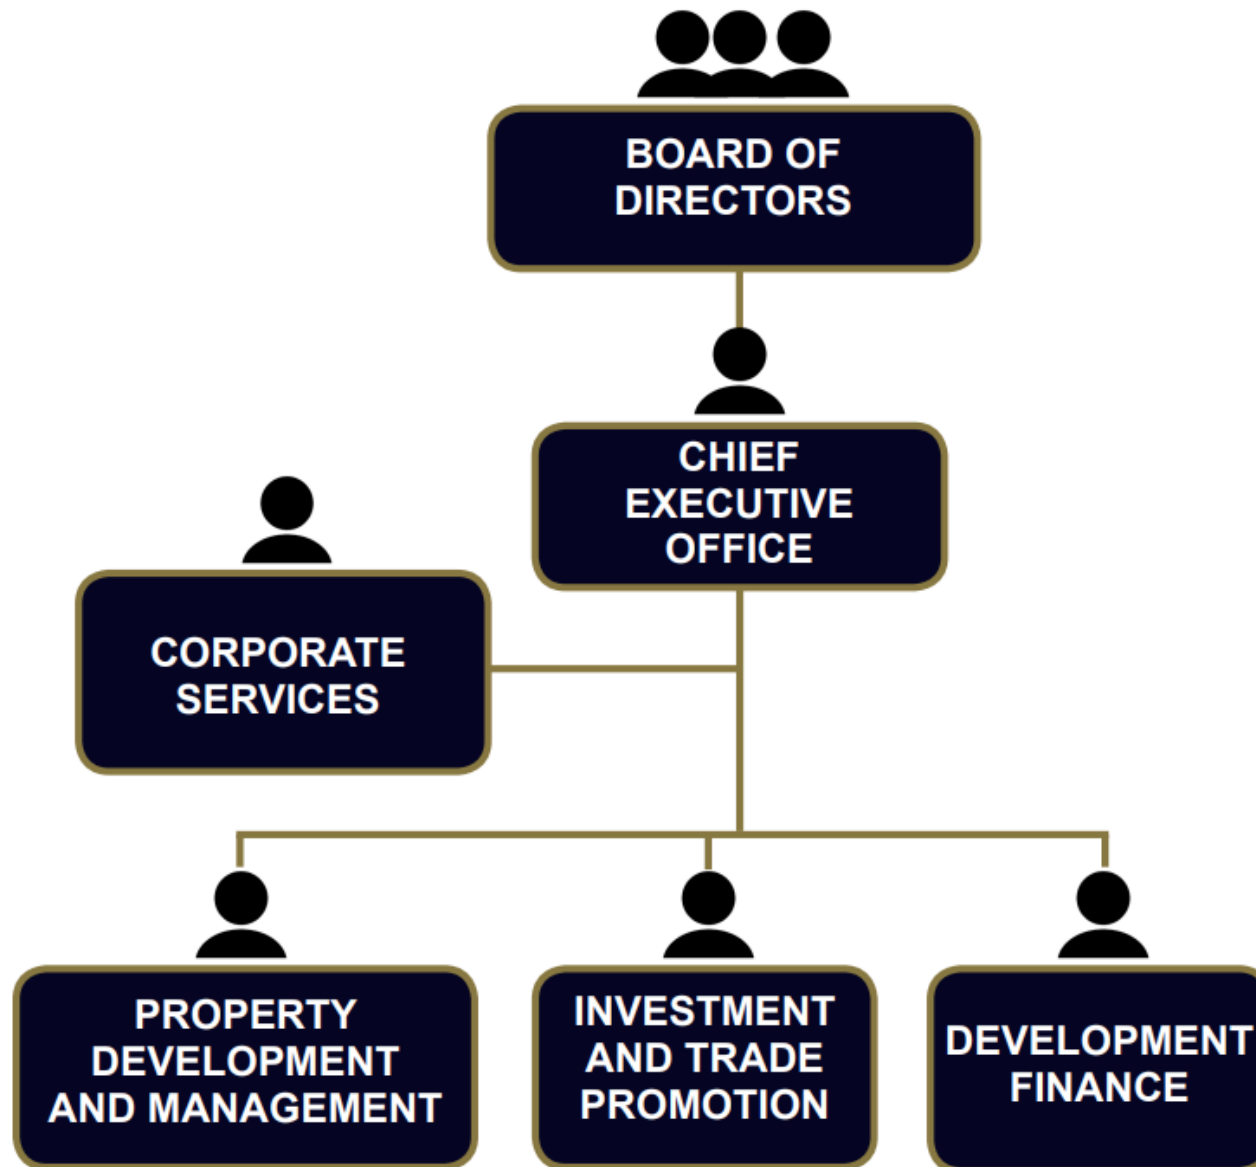 BOARD OF
DIRECTORS
CHIEF
EXECUTIVE
OFFICE
CORPORATE
SERVICES
PROPERTY
DEVELOPMENT
AND MANAGEMENT
INVESTMENT
AND TRADE
PROMOTION
DEVELOPMENT
FINANCE